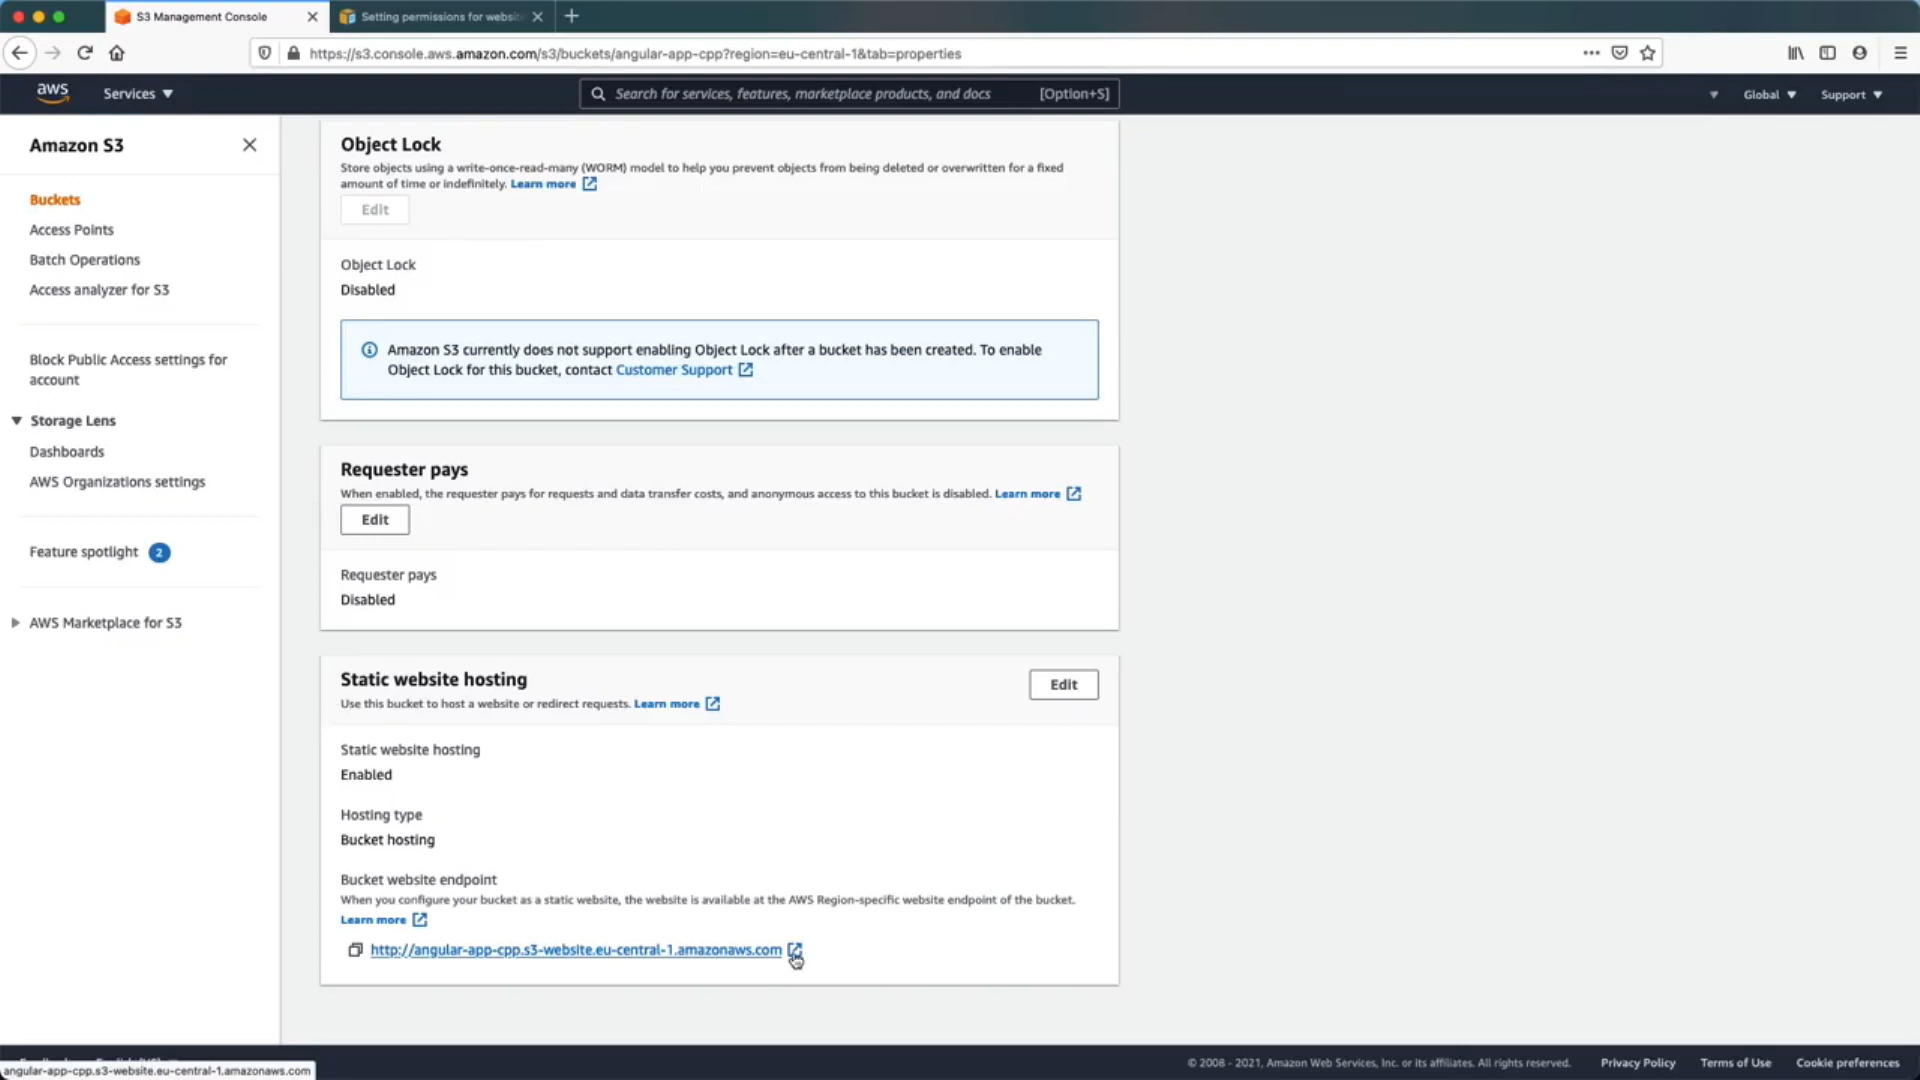 S3 Management Console
Setting permissions for websit
https://s3.console.aws.amazon.com/s3/buckets/angular-app-cpp?region=eu-central-1&tab=properties
aws
Services
Search for services, features, marketplace products, and docs
[Option+S]
Global
Support
Amazon S3
Buckets
Access Points
Batch Operations
Access analyzer for S3
Block Public Access settings for
account
Storage Lens
Dashboards
AWS Organizations settings
Feature spotlight 2
AWS Marketplace for S3
Object Lock
Store objects using a write-once-read-many (WORM) model to help you prevent objects from being deleted or overwritten for a fixed
amount of time or indefinitely. Learn more
Edit
Object Lock
Disabled
Amazon S3 currently does not support enabling Object Lock after a bucket has been created. To enable
Object Lock for this bucket, contact Customer Support
Requester pays
When enabled, the requester pays for requests and data transfer costs, and anonymous access to this bucket is disabled. Learn more
Edit
Requester pays
Disabled
Static website hosting
Edit
Use this bucket to host a website or redirect requests. Learn more
Static website hosting
Enabled
Hosting type
Bucket hosting
Bucket website endpoint
When you configure your bucket as a static website, the website is available at the AWS Region-specific website endpoint of the bucket.
Learn more
http://angular-app-cpp.s3-website.eu-central-1.amazonaws.com
© 2008 - 2021, Amazon Web Services, Inc. or its affiliates. All rights reserved.
Privacy Policy
Terms of Use
Cookie preferences
angular-app-cpp.s3-website.eu-central-1.amazonaws.com